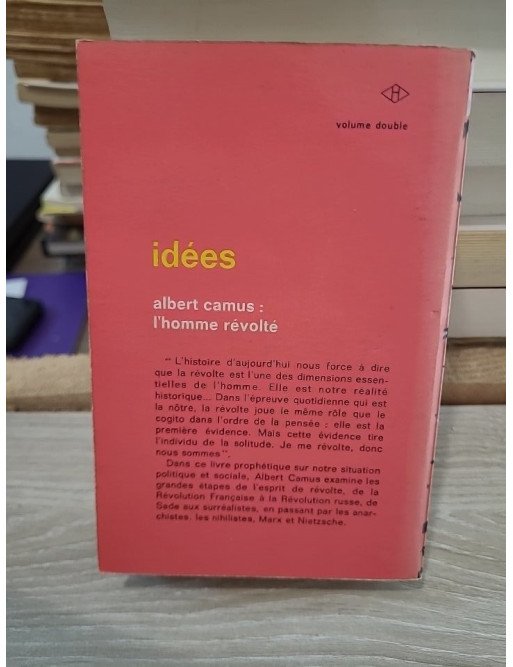 H
volume double
idées
albert camus :
l'homme révolté
" L'histoire d'aujourd'hui nous force à dire
que la révolte est l'une des dimensions essen-
tielles de l'homme. Elle est notre réalité
historique... Dans l'épreuve quotidienne qui est
la nôtre, la révolte joue le même rôle que le
cogito dans l'ordre de la pensée : elle est la
première évidence. Mais cette évidence tire
l'individu de la solitude. Je me révolte, donc
nous sommes ".
Dans ce livre prophétique sur notre situation
politique et sociale, Albert Camus examine les
grandes étapes de l'esprit de révolte, de la
Révolution Française à la Révolution russe, de
Sade aux surréalistes, en passant par les anar-
chistes, les nihilistes, Marx et Nietzsche.